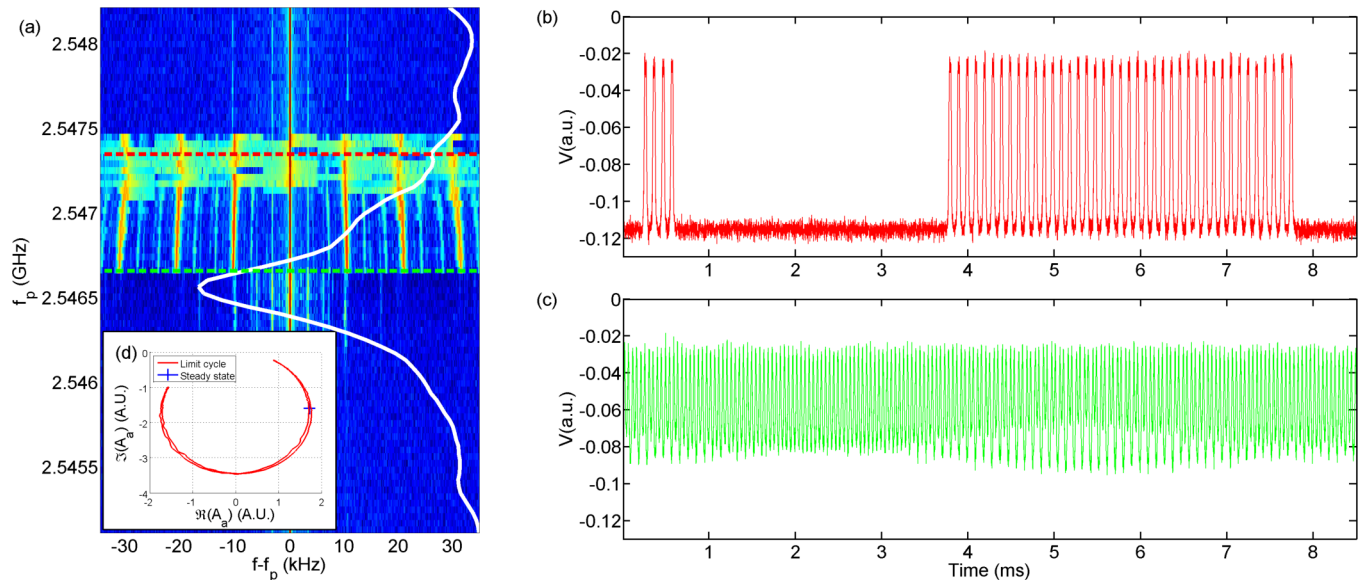 (a)
2.548
2.5475
2.547
2.5465
2.546
2.5455
f_p (GHz)
-30 -20 -10 0 10 20 30
f-f_p (kHz)
(d)
Limit cycle
Steady state
0
-1
-2
-3
-4
ℑ(A_a) (A.U.)
-2 -1 0 1 2
ℜ(A_a) (A.U.)
(b)
0
-0.02
-0.04
-0.06
-0.08
-0.1
-0.12
V(a.u.)
1 2 3 4 5 6 7 8
(c)
0
-0.02
-0.04
-0.06
-0.08
-0.1
-0.12
V(a.u.)
1 2 3 4 5 6 7 8
Time (ms)